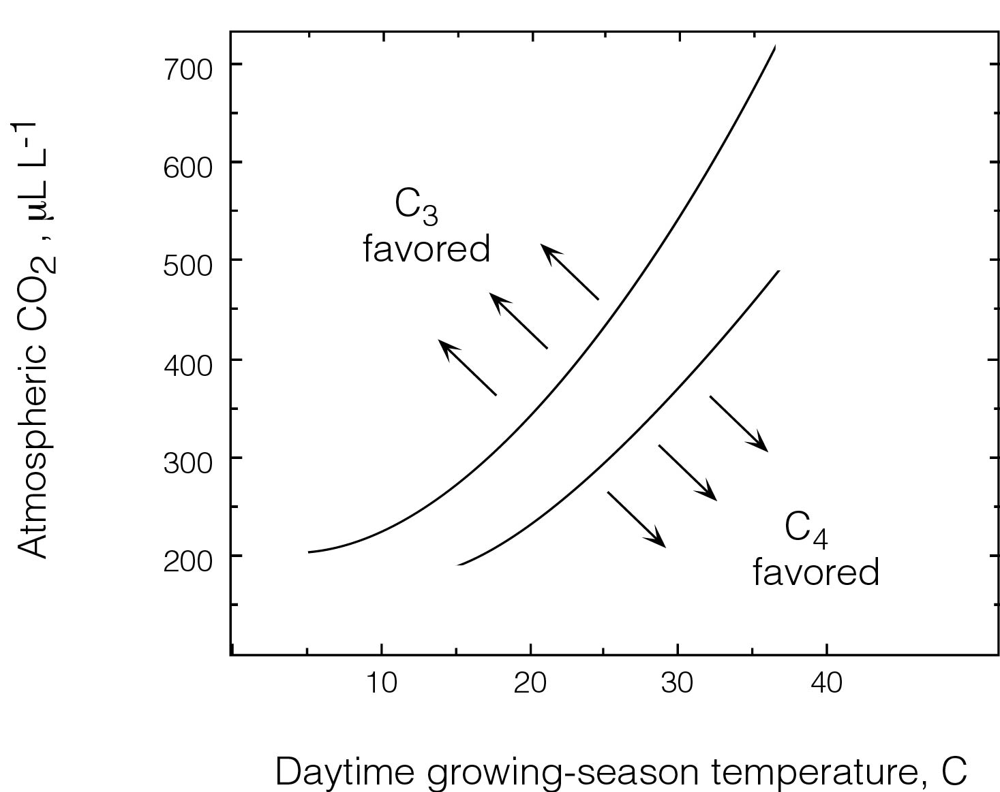 700
600
500
400
300
200
Atmospheric CO₂ , μL L⁻¹
C₃
favored
C₄
favored
10 20 30 40
Daytime growing-season temperature, C